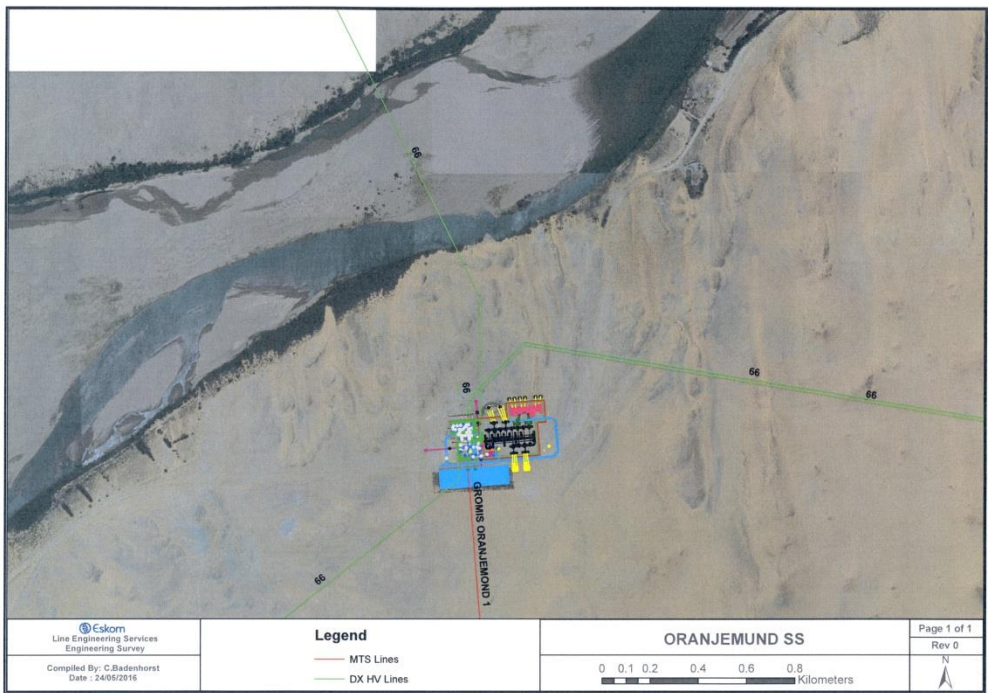 66
66
66
66
66
GROMIS ORANJEMOND 1
Eskom
Line Engineering Services
Engineering Survey
Compiled By: C.Badenhorst
Date : 24/05/2016
Legend
MTS Lines
DX HV Lines
ORANJEMUND SS
0 0.1 0.2 0.4 0.6 0.8
Kilometers
Page 1 of 1
Rev 0
N